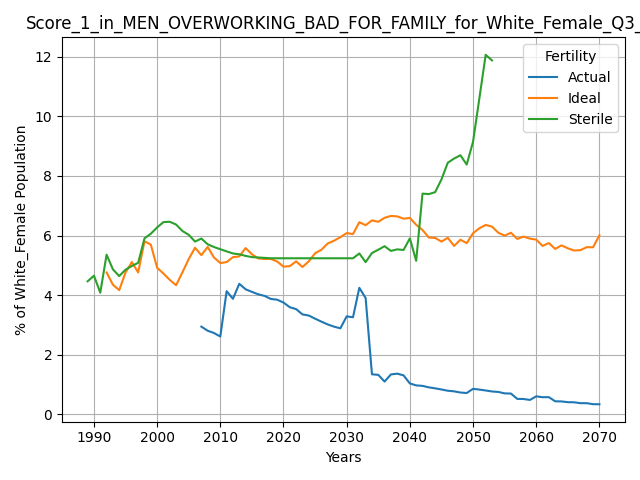 Score_1_in_MEN_OVERWORKING_BAD_FOR_FAMILY_for_White_Female_Q3_
12
10
8
6
4
2
0
% of White_Female Population
Fertility
Actual
Ideal
Sterile
1990 2000 2010 2020 2030 2040 2050 2060 2070
Years